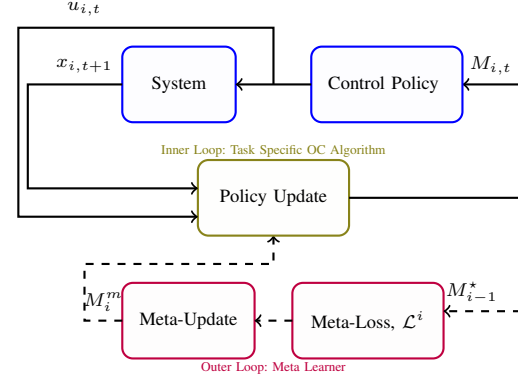 $u_{i,t}$
$x_{i,t+1}$
System
Control Policy
$M_{i,t}$
Inner Loop: Task Specific OC Algorithm
Policy Update
$M_i^m$
Meta-Update
Meta-Loss, $\mathcal{L}^i$
$M_{i-1}^\star$
Outer Loop: Meta Learner